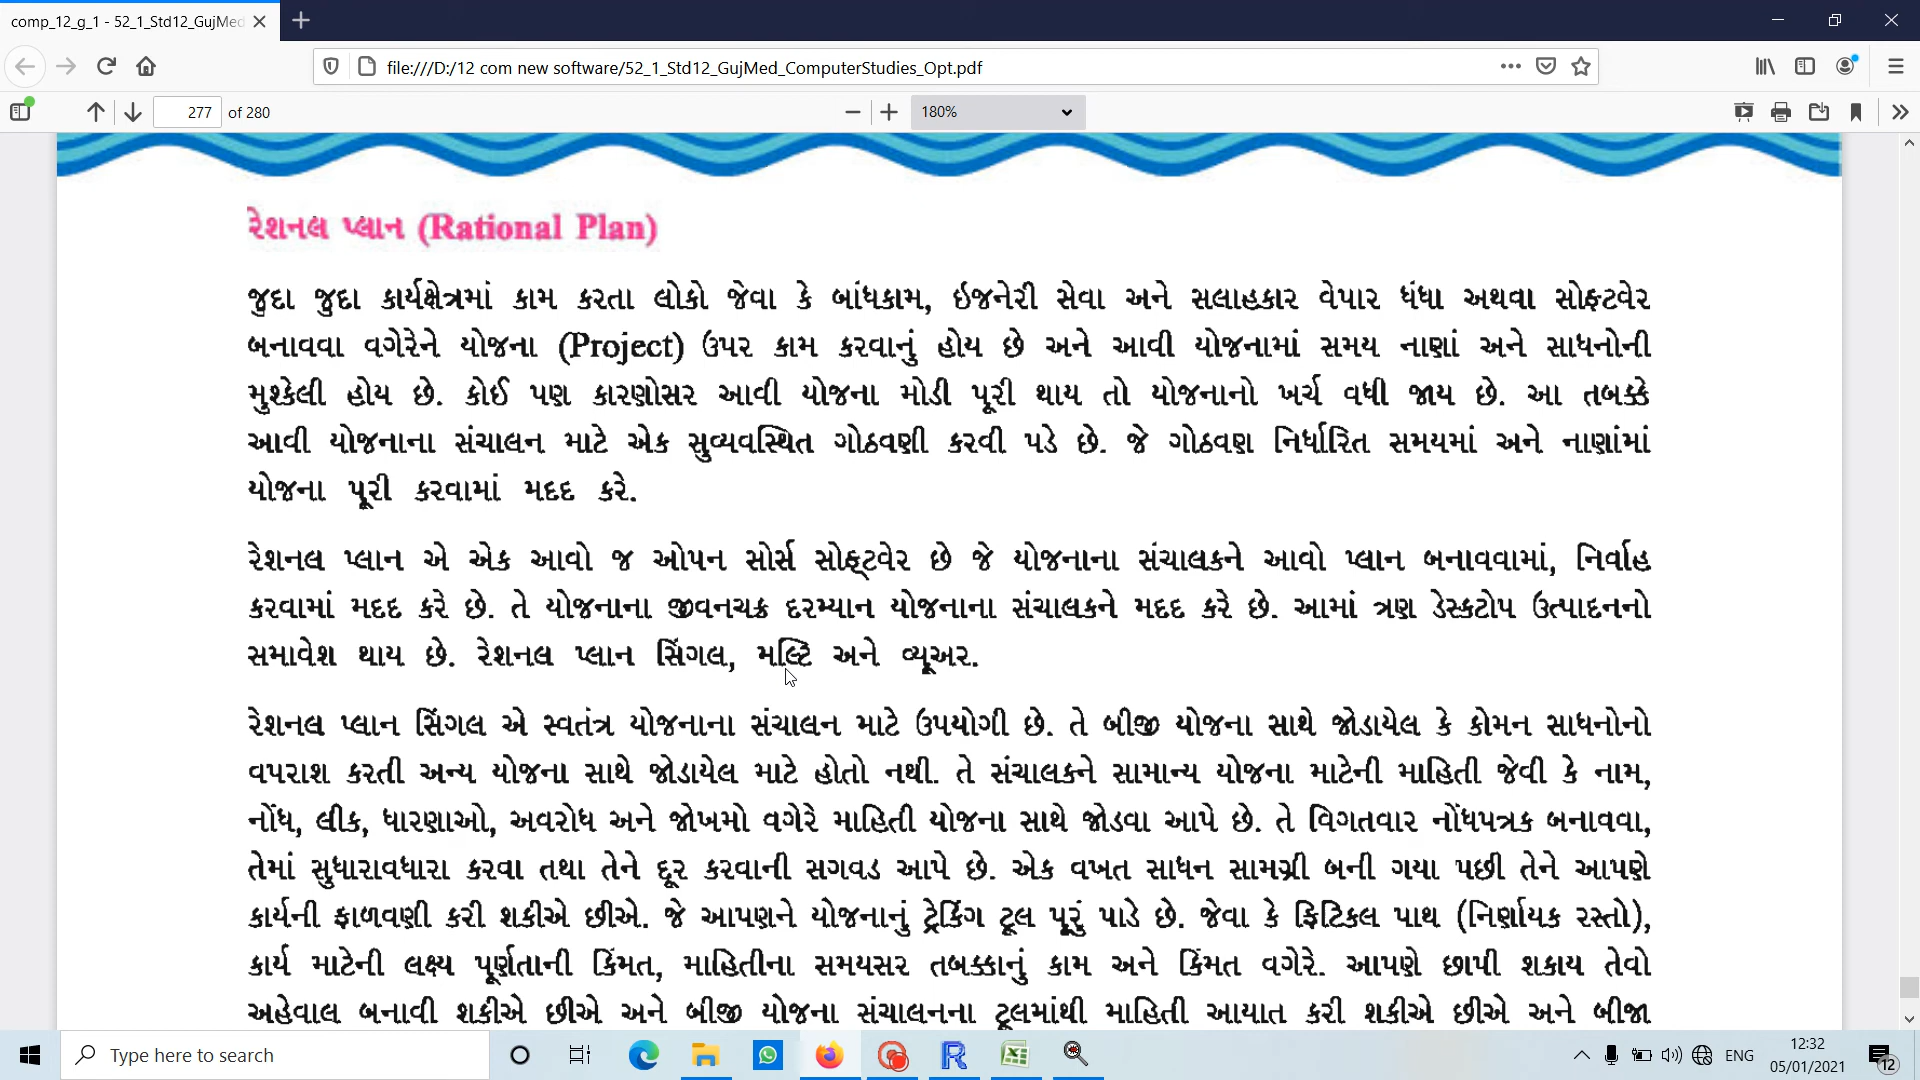 comp_12_g_1 - 52_1_Std12_GujMed
file:///D:/12 com new software/52_1_Std12_GujMed_ComputerStudies_Opt.pdf
277 of 280
180%
રેશનલ પ્લાન (Rational Plan)
જુદા જુદા કાર્યક્ષેત્રમાં કામ કરતા લોકો જેવા કે બાંધકામ, ઇજનેરી સેવા અને સલાહકાર વેપાર ધંધા અથવા સોફ્ટવેર
બનાવવા વગેરેને યોજના (Project) ઉપર કામ કરવાનું હોય છે અને આવી યોજનામાં સમય નાણાં અને સાધનોની
મુશ્કેલી હોય છે. કોઈ પણ કારણોસર આવી યોજના મોડી પૂરી થાય તો યોજનાનો ખર્ચ વધી જાય છે. આ તબક્કે
આવી યોજનાના સંચાલન માટે એક સુવ્યવસ્થિત ગોઠવણી કરવી પડે છે. જે ગોઠવણ નિર્ધારિત સમયમાં અને નાણાંમાં
યોજના પૂરી કરવામાં મદદ કરે.
રેશનલ પ્લાન એ એક આવો જ ઓપન સોર્સ સોફ્ટવેર છે જે યોજનાના સંચાલકને આવો પ્લાન બનાવવામાં, નિર્વાહ
કરવામાં મદદ કરે છે. તે યોજનાના જીવનચક્ર દરમ્યાન યોજનાના સંચાલકને મદદ કરે છે. આમાં ત્રણ ડેસ્કટોપ ઉત્પાદનનો
સમાવેશ થાય છે. રેશનલ પ્લાન સિંગલ, મલ્ટિ અને વ્યૂઅર.
રેશનલ પ્લાન સિંગલ એ સ્વતંત્ર યોજનાના સંચાલન માટે ઉપયોગી છે. તે બીજી યોજના સાથે જોડાયેલ કે કોમન સાધનોનો
વપરાશ કરતી અન્ય યોજના સાથે જોડાયેલ માટે હોતો નથી. તે સંચાલકને સામાન્ય યોજના માટેની માહિતી જેવી કે નામ,
નોંધ, લીંક, ધારણાઓ, અવરોધ અને જોખમો વગેરે માહિતી યોજના સાથે જોડવા આપે છે. તે વિગતવાર નોંધપત્રક બનાવવા,
તેમાં સુધારાવધારા કરવા તથા તેને દૂર કરવાની સગવડ આપે છે. એક વખત સાધન સામગ્રી બની ગયા પછી તેને આપણે
કાર્યની ફાળવણી કરી શકીએ છીએ. જે આપણને યોજનાનું ટ્રેકિંગ ટૂલ પૂરું પાડે છે. જેવા કે ક્રિટિકલ પાથ (નિર્ણાયક રસ્તો),
કાર્ય માટેની લક્ષ્ય પૂર્ણતાની કિંમત, માહિતીના સમયસર તબક્કાનું કામ અને કિંમત વગેરે. આપણે છાપી શકાય તેવો
અહેવાલ બનાવી શકીએ છીએ અને બીજી યોજના સંચાલનના ટૂલમાંથી માહિતી આયાત કરી શકીએ છીએ અને બીજા
Type here to search
ENG
12:32
05/01/2021
12